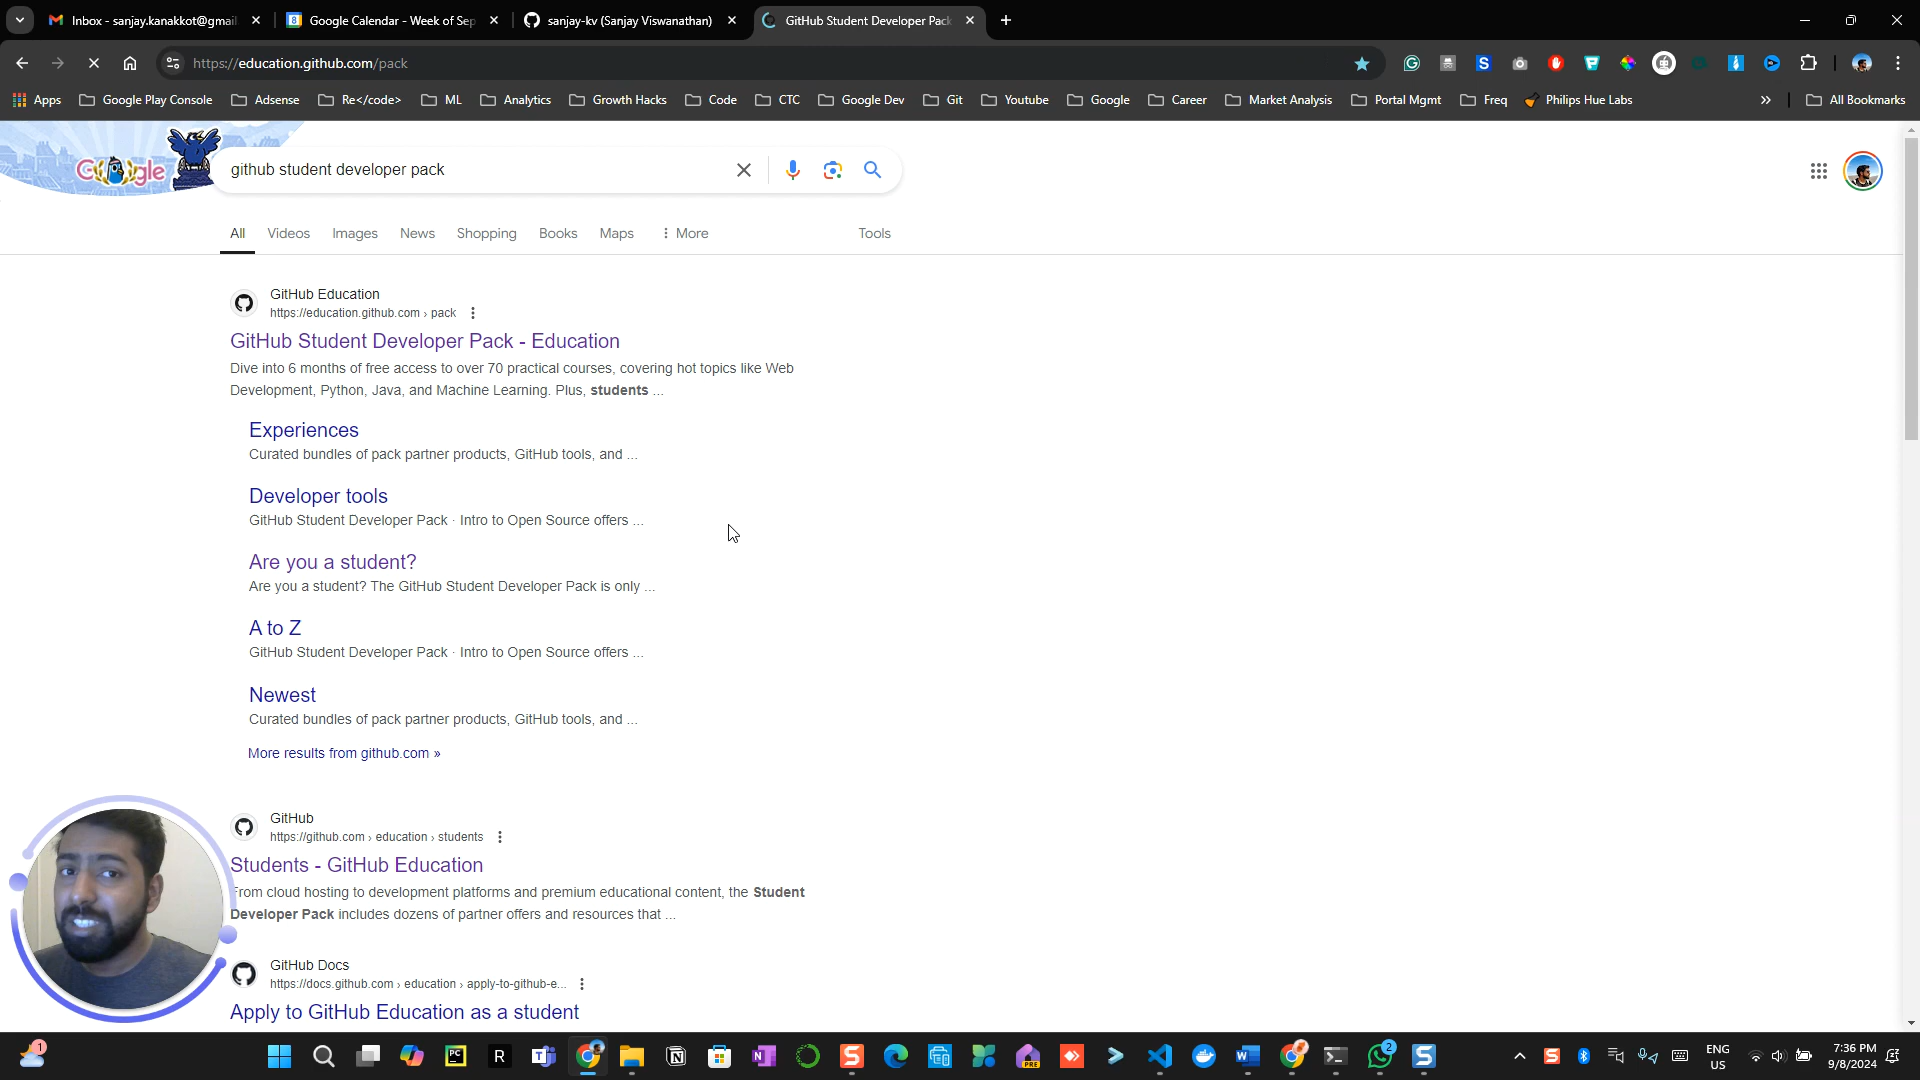 Inbox - sanjay.kanakkot@gmail
Google Calendar - Week of Sep
sanjay-kv (Sanjay Viswanathan)
GitHub Student Developer Pack
https://education.github.com/pack
Apps
Google Play Console
Adsense
Re</code>
ML
Analytics
Growth Hacks
Code
CTC
Google Dev
Git
Youtube
Google
Career
Market Analysis
Portal Mgmt
Freq
Philips Hue Labs
»
All Bookmarks
Google
github student developer pack
All
Videos
Images
News
Shopping
Books
Maps
More
Tools
GitHub Education
https://education.github.com › pack
GitHub Student Developer Pack - Education
Dive into 6 months of free access to over 70 practical courses, covering hot topics like Web
Development, Python, Java, and Machine Learning. Plus, students ...
Experiences
Curated bundles of pack partner products, GitHub tools, and ...
Developer tools
GitHub Student Developer Pack · Intro to Open Source offers ...
Are you a student?
Are you a student? The GitHub Student Developer Pack is only ...
A to Z
GitHub Student Developer Pack · Intro to Open Source offers ...
Newest
Curated bundles of pack partner products, GitHub tools, and ...
More results from github.com »
GitHub
https://github.com › education › students
Students - GitHub Education
From cloud hosting to development platforms and premium educational content, the Student
Developer Pack includes dozens of partner offers and resources that ...
GitHub Docs
https://docs.github.com › education › apply-to-github-e...
Apply to GitHub Education as a student
1
PC
R
PRE
2
ENG
US
7:36 PM
9/8/2024